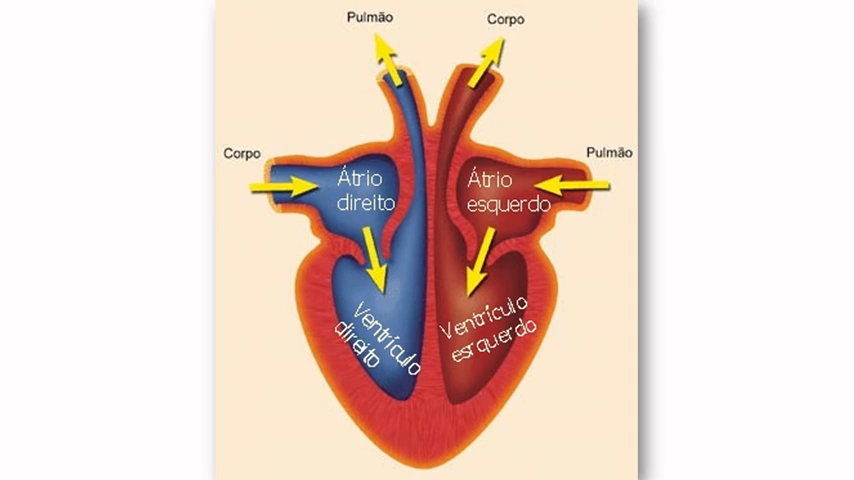 Pulmão
Corpo
Corpo
Pulmão
Átrio
direito
Átrio
esquerdo
Ventrículo
direito
Ventrículo
esrquerdo